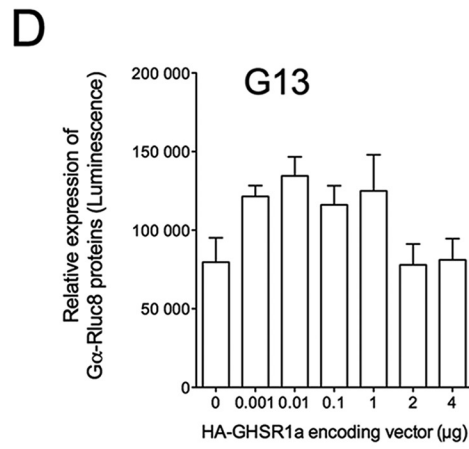 D
G13
Relative expression of
Gα-Rluc8 proteins (Luminescence)
200 000
150 000
100 000
50 000
0
0 0.001 0.01 0.1 1 2 4
HA-GHSR1a encoding vector (µg)